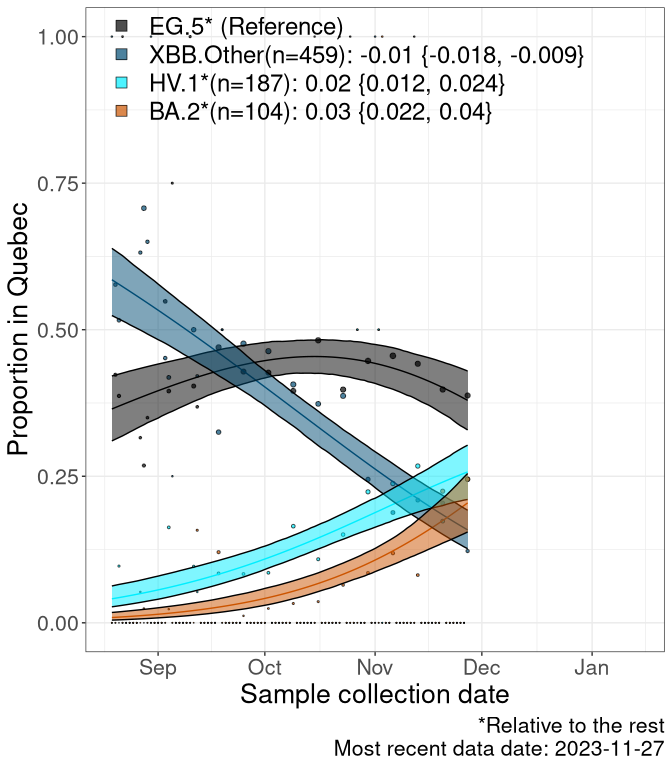 1.00
0.75
0.50
0.25
0.00
Proportion in Quebec
EG.5* (Reference)
XBB.Other(n=459): -0.01 {-0.018, -0.009}
HV.1*(n=187): 0.02 {0.012, 0.024}
BA.2*(n=104): 0.03 {0.022, 0.04}
Sep Oct Nov Dec Jan
Sample collection date
*Relative to the rest
Most recent data date: 2023-11-27